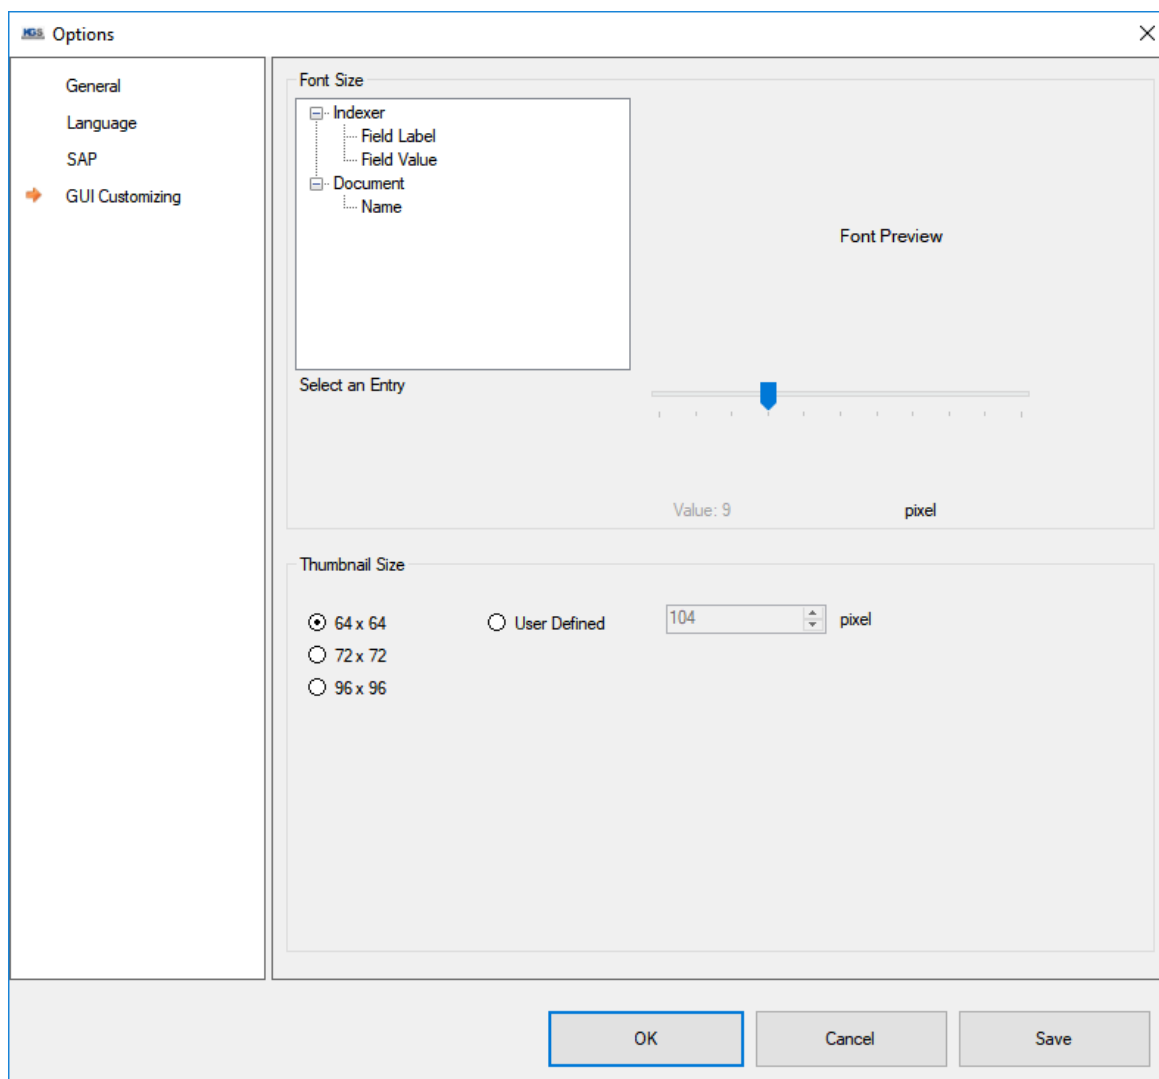 HGS Options
General
Language
SAP
GUI Customizing
Font Size
Indexer
Field Label
Field Value
Document
Name
Font Preview
Select an Entry
Value: 9 pixel
Thumbnail Size
64 x 64 User Defined 104 pixel
72 x 72
96 x 96
OK Cancel Save